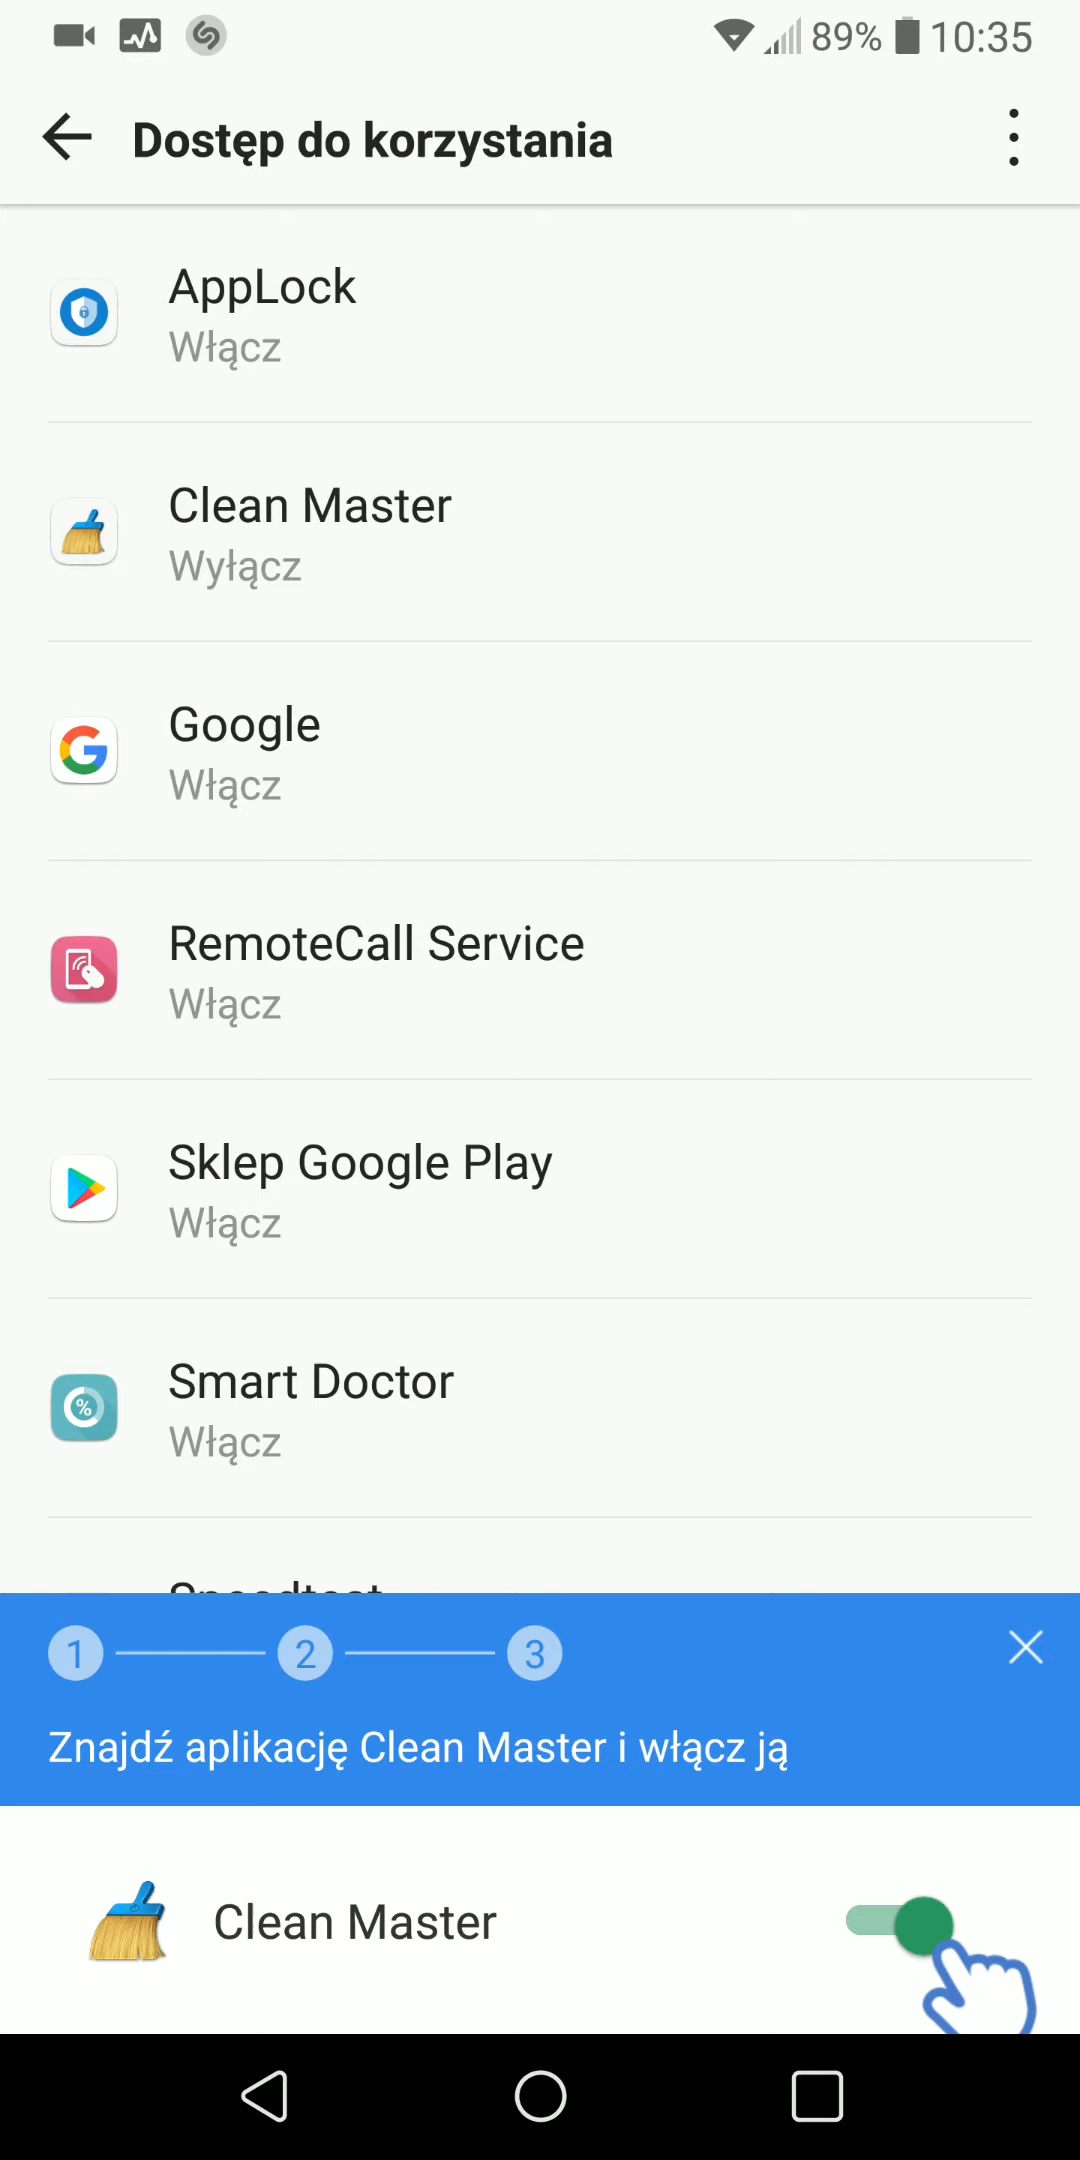 89% 10:35
Dostęp do korzystania
AppLock
Włącz
Clean Master
Wyłącz
Google
Włącz
RemoteCall Service
Włącz
Sklep Google Play
Włącz
Smart Doctor
%
Włącz
Speedtest
1 2 3
Znajdź aplikację Clean Master i włącz ją
Clean Master